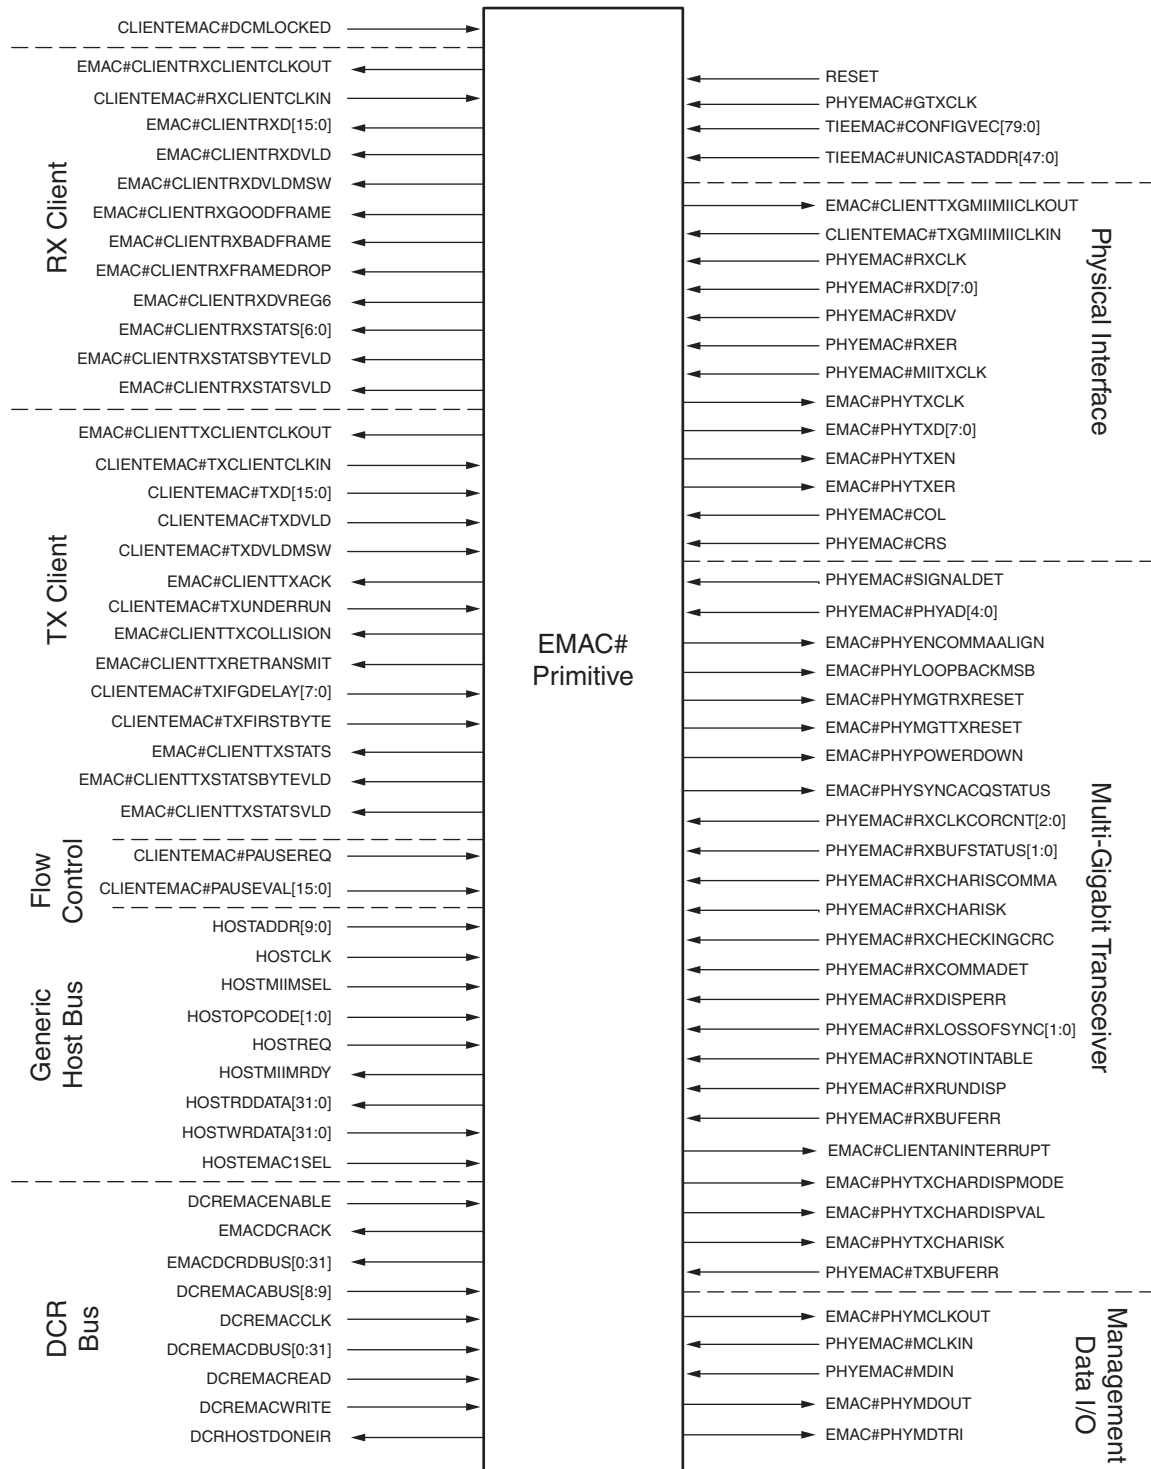 CLIENTEMAC#DCMLOCKED
RX Client
EMAC#CLIENTRXCLIENTCLKOUT
CLIENTEMAC#RXCLIENTCLKIN
EMAC#CLIENTRXD[15:0]
EMAC#CLIENTRXDVLD
EMAC#CLIENTRXDVLDMSW
EMAC#CLIENTRXGOODFRAME
EMAC#CLIENTRXBADFRAME
EMAC#CLIENTRXFRAMEDROP
EMAC#CLIENTRXDVREG6
EMAC#CLIENTRXSTATS[6:0]
EMAC#CLIENTRXSTATSBYTEVLD
EMAC#CLIENTRXSTATSVLD
TX Client
EMAC#CLIENTTXCLIENTCLKOUT
CLIENTEMAC#TXCLIENTCLKIN
CLIENTEMAC#TXD[15:0]
CLIENTEMAC#TXDVLD
CLIENTEMAC#TXDVLDMSW
EMAC#CLIENTTXACK
CLIENTEMAC#TXUNDERRUN
EMAC#CLIENTTXCOLLISION
EMAC#CLIENTTXRETRANSMIT
CLIENTEMAC#TXIFGDELAY[7:0]
CLIENTEMAC#TXFIRSTBYTE
EMAC#CLIENTTXSTATS
EMAC#CLIENTTXSTATSBYTEVLD
EMAC#CLIENTTXSTATSVLD
Flow
Control
CLIENTEMAC#PAUSEREQ
CLIENTEMAC#PAUSEVAL[15:0]
Generic
Host Bus
HOSTADDR[9:0]
HOSTCLK
HOSTMIIMSEL
HOSTOPCODE[1:0]
HOSTREQ
HOSTMIIMRDY
HOSTRDDATA[31:0]
HOSTWRDATA[31:0]
HOSTEMAC1SEL
DCR
Bus
DCREMACENABLE
EMACDCRACK
EMACDCRDBUS[0:31]
DCREMACABUS[8:9]
DCREMACCLK
DCREMACDBUS[0:31]
DCREMACREAD
DCREMACWRITE
DCRHOSTDONEIR
EMAC#
Primitive
RESET
PHYEMAC#GTXCLK
TIEEMAC#CONFIGVEC[79:0]
TIEEMAC#UNICASTADDR[47:0]
EMAC#CLIENTTXGMIIMIICLKOUT
CLIENTEMAC#TXGMIIMIICLKIN
PHYEMAC#RXCLK
PHYEMAC#RXD[7:0]
PHYEMAC#RXDV
PHYEMAC#RXER
PHYEMAC#MIITXCLK
EMAC#PHYTXCLK
EMAC#PHYTXD[7:0]
EMAC#PHYTXEN
EMAC#PHYTXER
PHYEMAC#COL
PHYEMAC#CRS
Physical Interface
PHYEMAC#SIGNALDET
PHYEMAC#PHYAD[4:0]
EMAC#PHYENCOMMAALIGN
EMAC#PHYLOOPBACKMSB
EMAC#PHYMGTRXRESET
EMAC#PHYMGTTXRESET
EMAC#PHYPOWERDOWN
EMAC#PHYSYNCACQSTATUS
PHYEMAC#RXCLKCORCNT[2:0]
PHYEMAC#RXBUFSTATUS[1:0]
PHYEMAC#RXCHARISCOMMA
PHYEMAC#RXCHARISK
PHYEMAC#RXCHECKINGCRC
PHYEMAC#RXCOMMADET
PHYEMAC#RXDISPERR
PHYEMAC#RXLOSSOFSYNC[1:0]
PHYEMAC#RXNOTINTABLE
PHYEMAC#RXRUNDISP
PHYEMAC#RXBUFERR
EMAC#CLIENTANINTERRUPT
EMAC#PHYTXCHARDISPMODE
EMAC#PHYTXCHARDISPVAL
EMAC#PHYTXCHARISK
PHYEMAC#TXBUFERR
Multi-Gigabit Transceiver
EMAC#PHYMCLKOUT
PHYEMAC#MCLKIN
PHYEMAC#MDIN
EMAC#PHYMDOUT
EMAC#PHYMDTRI
Management
Data I/O